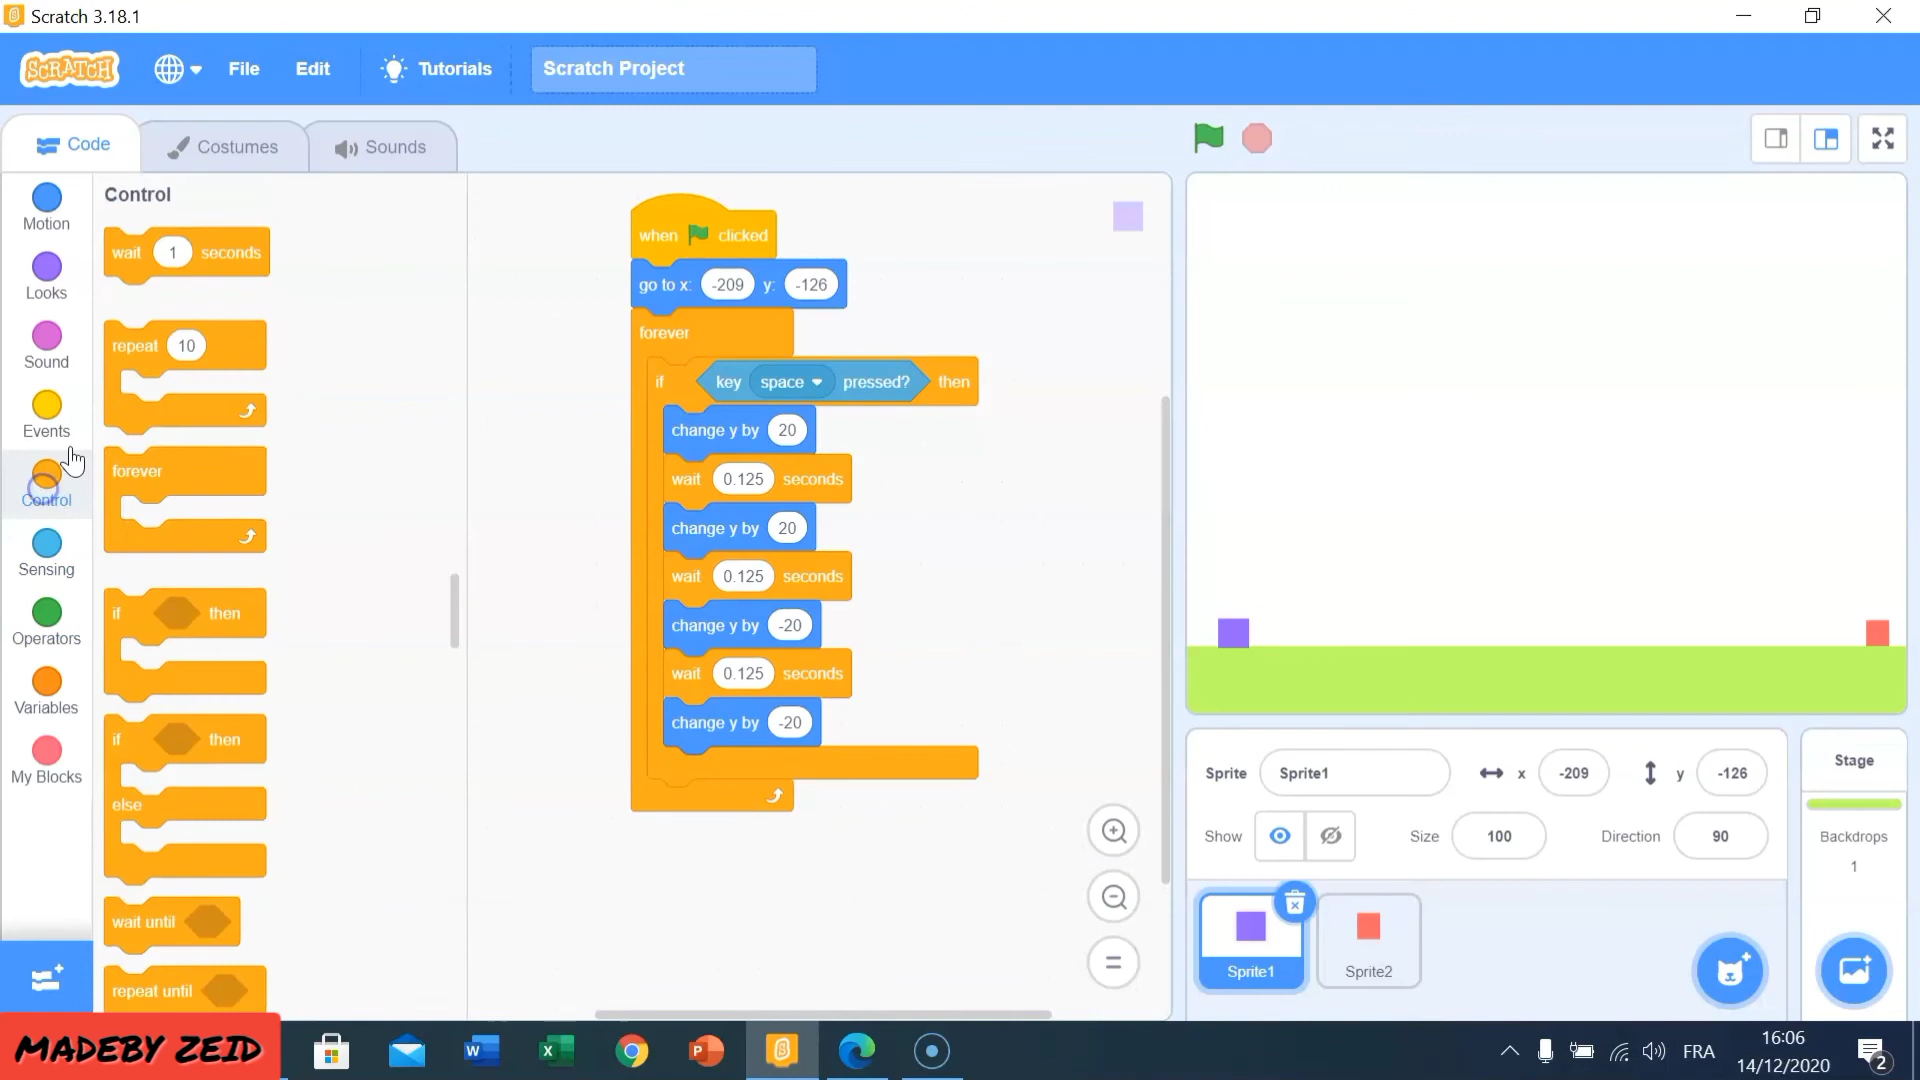 Scratch 3.18.1
SCRATCH
File
Edit
Tutorials
Scratch Project
Code
Costumes
Sounds
Motion
Looks
Sound
Events
Control
Sensing
Operators
Variables
My Blocks
Control
wait 1 seconds
repeat 10
forever
if then
if then
else
wait until
repeat until
when clicked
go to x: -209 y: -126
forever
if key space pressed? then
change y by 20
wait 0.125 seconds
change y by 20
wait 0.125 seconds
change y by -20
wait 0.125 seconds
change y by -20
Sprite Sprite1 x -209 y -126
Show Size 100 Direction 90
Sprite1
Sprite2
Stage
Backdrops
1
MADEBY ZEID
FRA
16:06
14/12/2020
2